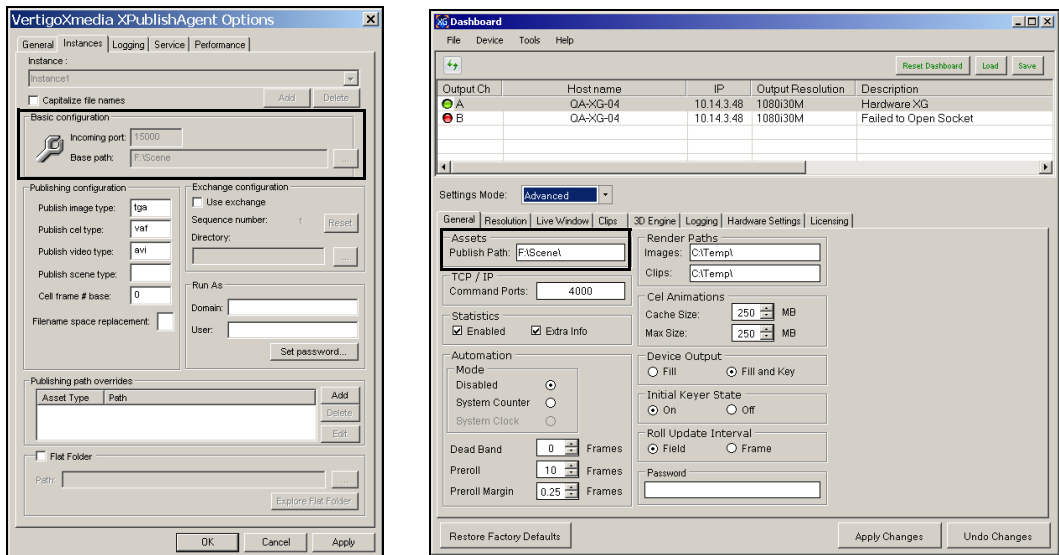 VertigoXmedia XPublishAgent Options
General Instances Logging Service Performance
Instance :
Instance1
Capitalize file names
Add Delete
Basic configuration
Incoming port: 15000
Base path: F:\Scene
...
Publishing configuration
Publish image type: tga
Publish cel type: vaf
Publish video type: avi
Publish scene type:
Cell frame # base: 0
Filename space replacement:
Exchange configuration
Use exchange
Sequence number: 1 Reset
Directory:
...
Run As
Domain:
User:
Set password...
Publishing path overrides
Asset Type Path
Add
Delete
Edit
Flat Folder
Path: ...
Explore Flat Folder
OK Cancel Apply
XG Dashboard
File Device Tools Help
Reset Dashboard Load Save
Output Ch Host name IP Output Resolution Description
A QA-XG-04 10.14.3.48 1080i30M Hardware XG
B QA-XG-04 10.14.3.48 1080i30M Failed to Open Socket
Settings Mode: Advanced
General Resolution Live Window Clips 3D Engine Logging Hardware Settings Licensing
Assets
Publish Path: F:\Scene\
TCP / IP
Command Ports: 4000
Statistics
Enabled Extra Info
Automation
Mode
Disabled
System Counter
System Clock
Dead Band 0 Frames
Preroll 10 Frames
Preroll Margin 0.25 Frames
Render Paths
Images: C:\Temp\
Clips: C:\Temp\
Cel Animations
Cache Size: 250 MB
Max Size: 250 MB
Device Output
Fill Fill and Key
Initial Keyer State
On Off
Roll Update Interval
Field Frame
Password
Restore Factory Defaults Apply Changes Undo Changes